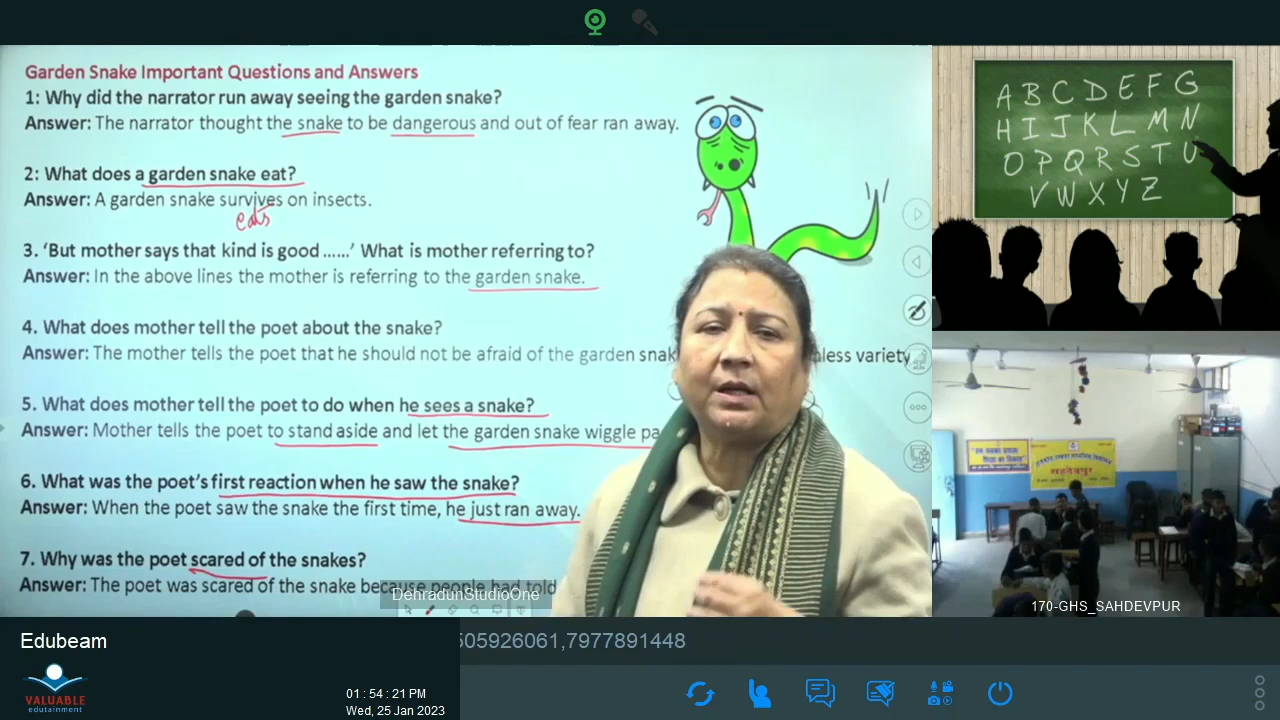 Garden Snake Important Questions and Answers
1: Why did the narrator run away seeing the garden snake?
Answer: The narrator thought the snake to be dangerous and out of fear ran away.
2: What does a garden snake eat?
Answer: A garden snake survives on insects.
eats
3. ‘But mother says that kind is good ......’ What is mother referring to?
Answer: In the above lines the mother is referring to the garden snake.
4. What does mother tell the poet about the snake?
Answer: The mother tells the poet that he should not be afraid of the garden variety
5. What does mother tell the poet to do when he sees a snake?
Answer: Mother tells the poet to stand aside and let the garden snake wiggle
6. What was the poet’s first reaction when he saw the snake?
Answer: When the poet saw the snake the first time, he just ran away.
7. Why was the poet scared of the snakes?
Answer: The poet was scared of the snake because people had told
DehradunStudioOne
A B C D E F G
H I J K L M N
O P Q R S T U
V W X Y Z
सहदेवपुर
170-GHS_SAHDEVPUR
Edubeam
505926061,7977891448
VALUABLE
edutainment
01 : 54 : 21 PM
Wed, 25 Jan 2023